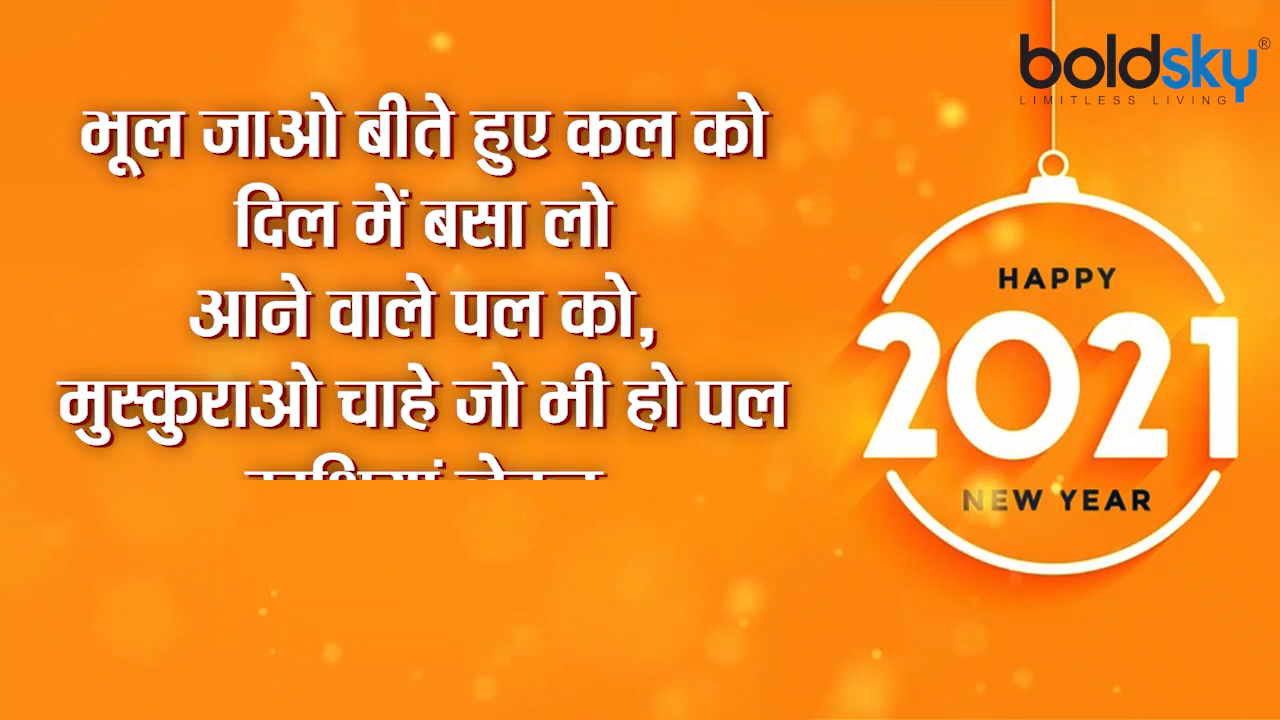 boldsky®
LIMITLESS LIVING
भूल जाओ बीते हुए कल को
दिल में बसा लो
आने वाले पल को,
मुस्कुराओ चाहे जो भी हो पल
HAPPY
2021
NEW YEAR